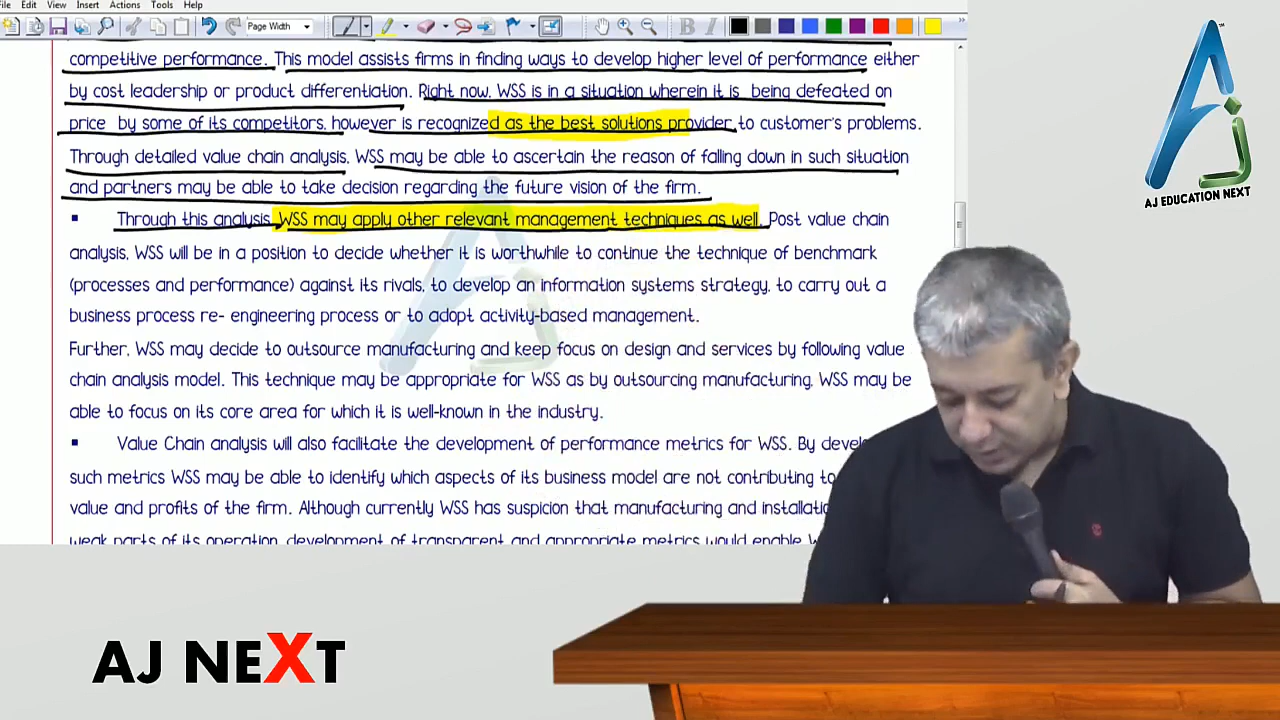 File Edit View Insert Actions Tools Help
Page Width
competitive performance. This model assists firms in finding ways to develop higher level of performance either
by cost leadership or product differentiation. Right now, WSS is in a situation wherein it is being defeated on
price by some of its competitors, however is recognized as the best solutions provider, to customer's problems.
Through detailed value chain analysis, WSS may be able to ascertain the reason of falling down in such situation
and partners may be able to take decision regarding the future vision of the firm.
▪ Through this analysis, WSS may apply other relevant management techniques as well. Post value chain
analysis, WSS will be in a position to decide whether it is worthwhile to continue the technique of benchmark
(processes and performance) against its rivals, to develop an information systems strategy, to carry out a
business process re- engineering process or to adopt activity-based management.
Further, WSS may decide to outsource manufacturing and keep focus on design and services by following value
chain analysis model. This technique may be appropriate for WSS as by outsourcing manufacturing, WSS may be
able to focus on its core area for which it is well-known in the industry.
▪ Value Chain analysis will also facilitate the development of performance metrics for WSS. By
such metrics WSS may be able to identify which aspects of its business model are not contributing to
value and profits of the firm. Although currently WSS has suspicion that manufacturing and
weak parts of its operation, development of transparent and appropriate metrics would enable
AJ EDUCATION NEXT
AJ NEXT